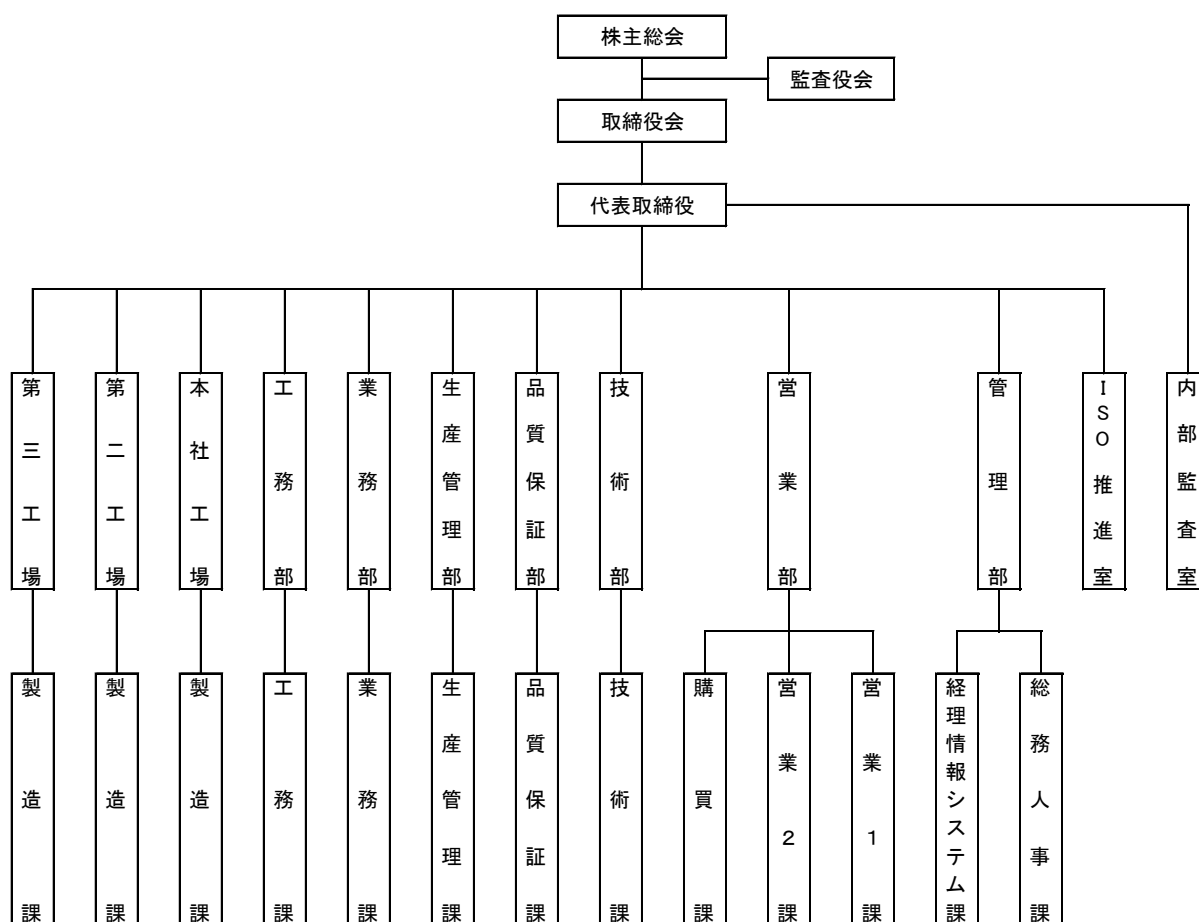 株主総会
監査役会
取締役会
代表取締役
第三工場
第二工場
本社工場
工務部
業務部
生産管理部
品質保証部
技術部
営業部
管理部
ISO推進室
内部監査室
製造課
製造課
製造課
工務課
業務課
生産管理課
品質保証課
技術課
購買課
営業2課
営業1課
経理情報システム課
総務人事課